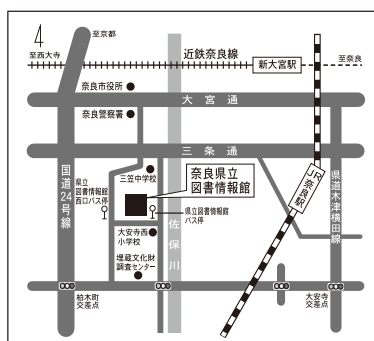 至京都
至西大寺
近鉄奈良線
新大宮駅
至奈良
奈良市役所
大宮通
奈良警察署
三条通
三笠中学校
奈良県立
図書情報館
県立
図書情報館
西口バス停
県立図書情報館
バス停
国道24号線
佐保川
JR奈良駅
県道木津横田線
大安寺西
小学校
埋蔵文化財
調査センター
柏木町
交差点
大安寺
交差点